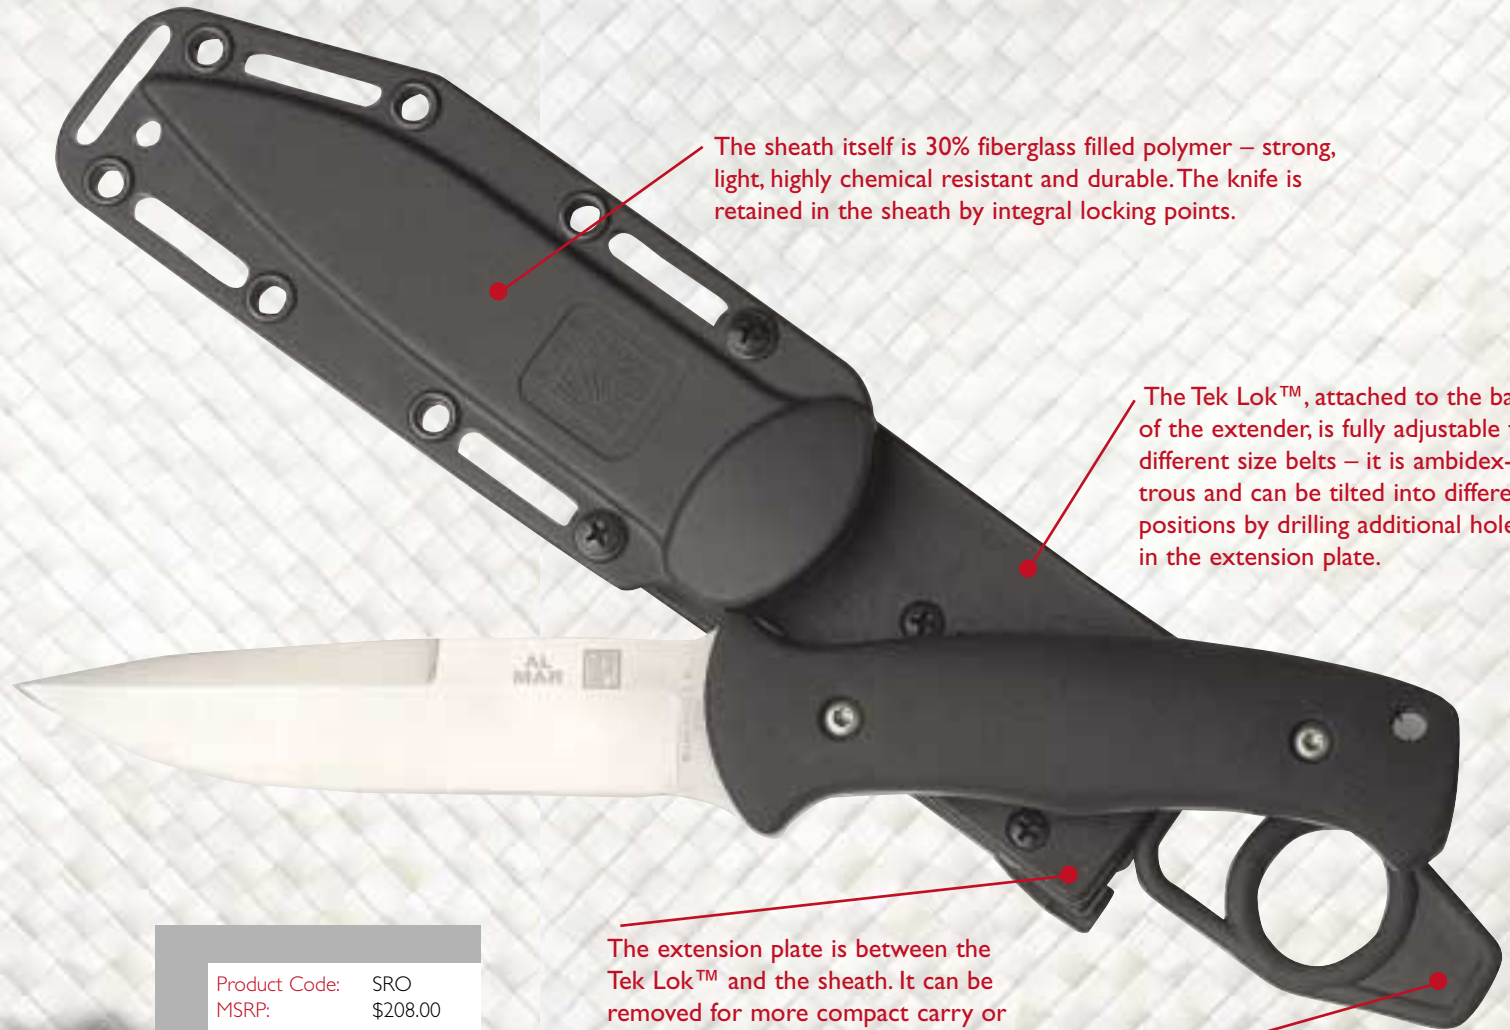 The sheath itself is 30% fiberglass filled polymer – strong,
light, highly chemical resistant and durable. The knife is
retained in the sheath by integral locking points.
The Tek Lok™, attached to the
of the extender, is fully adjustable
different size belts – it is ambidex-
trous and can be tilted into
positions by drilling additional
in the extension plate.
AL
MAR
The extension plate is between the
Tek Lok™ and the sheath. It can be
removed for more compact carry or
Product Code: SRO
MSRP: $208.00